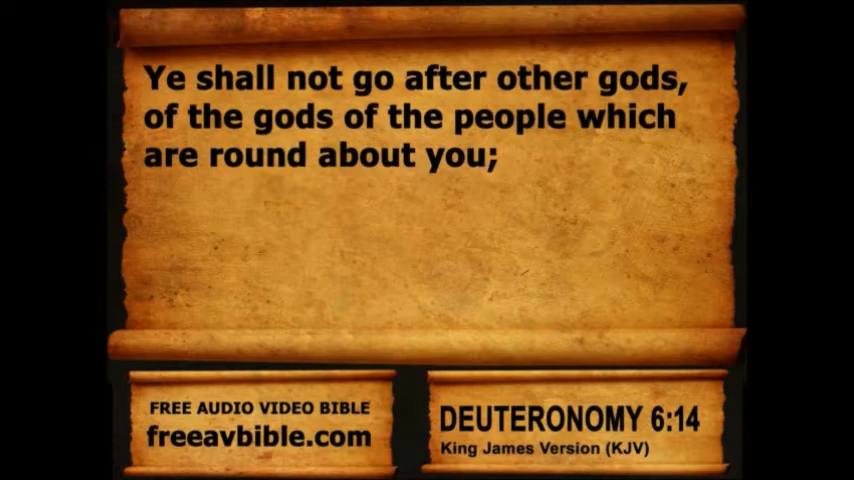 Ye shall not go after other gods,
of the gods of the people which
are round about you;
FREE AUDIO VIDEO BIBLE
freeavbible.com
DEUTERONOMY 6:14
King James Version (KJV)